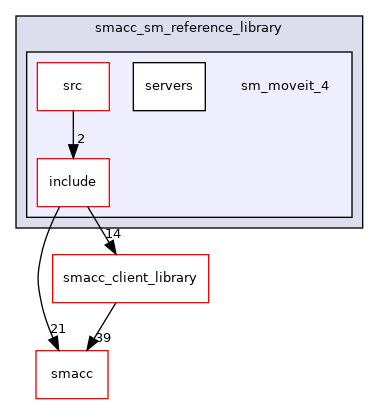 smacc_sm_reference_library
src
servers
sm_moveit_4
2
include
14
smacc_client_library
21
39
smacc